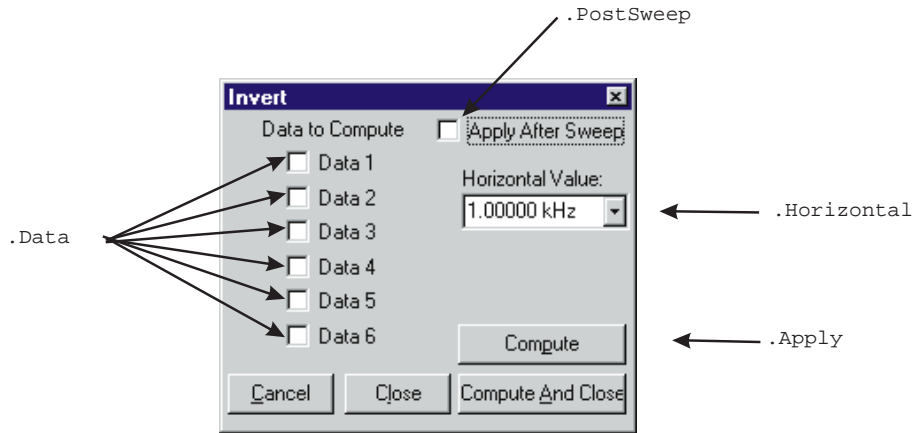 .PostSweep
Invert
Data to Compute
Apply After Sweep
Data 1
Data 2
Data 3
Data 4
Data 5
Data 6
Horizontal Value:
1.00000 kHz
.Horizontal
.Data
Compute
.Apply
Cancel
Close
Compute And Close